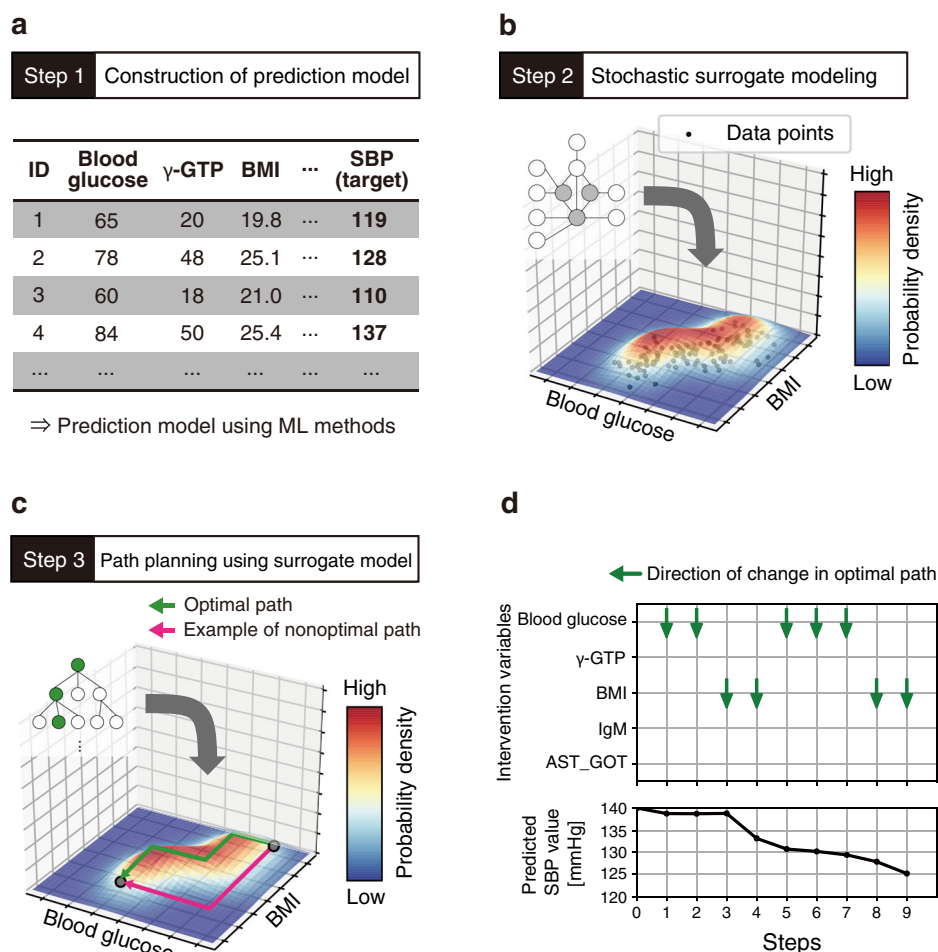 a
Step 1 Construction of prediction model
ID Blood glucose γ-GTP BMI ... SBP (target)
1 65 20 19.8 ... 119
2 78 48 25.1 ... 128
3 60 18 21.0 ... 110
4 84 50 25.4 ... 137
... ... ... ... ...
⇒ Prediction model using ML methods
b
Step 2 Stochastic surrogate modeling
Data points
High
Probability density
Low
Blood glucose
BMI
c
Step 3 Path planning using surrogate model
Optimal path
Example of nonoptimal path
High
Probability density
Low
Blood glucose
BMI
d
Direction of change in optimal path
Intervention variables
Blood glucose
γ-GTP
BMI
IgM
AST_GOT
Predicted
SBP value
[mmHg]
140
135
130
125
120
0 1 2 3 4 5 6 7 8 9
Steps